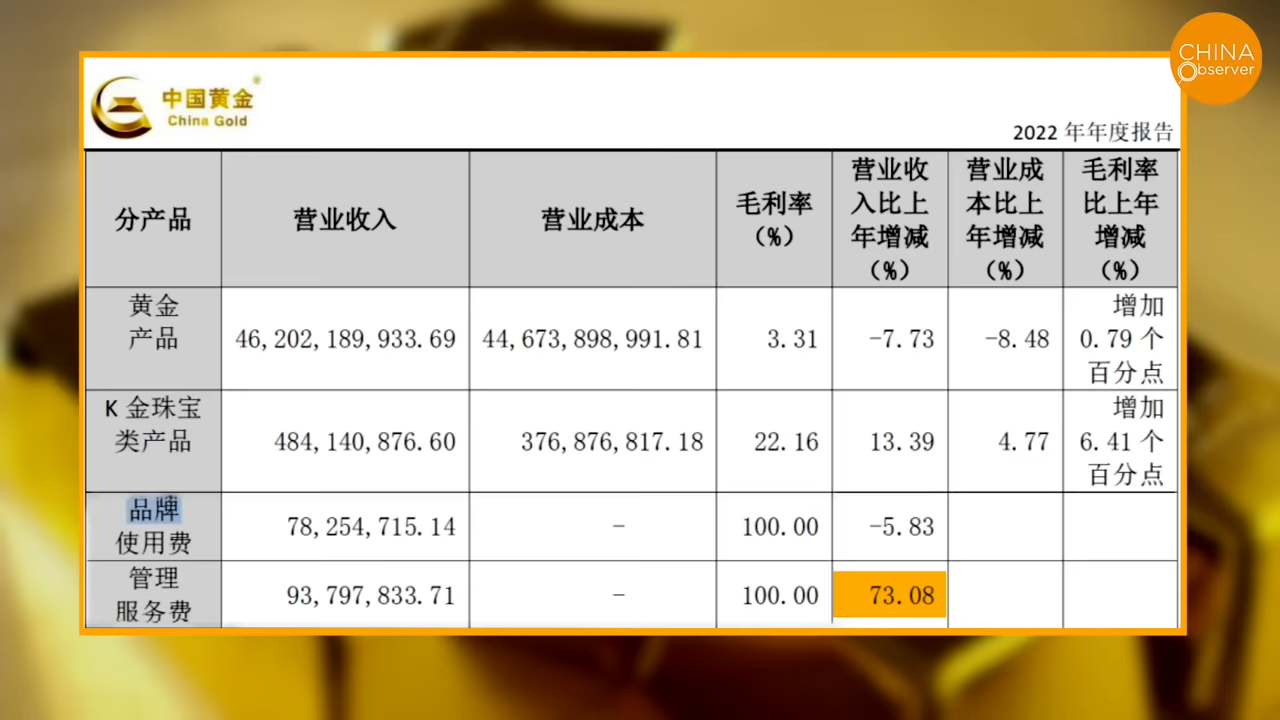 CHINA
Observer
中国黄金®
China Gold
2022 年年度报告
分产品
营业收入
营业成本
毛利率
（%）
营业收
入比上
年增减
（%）
营业成
本比上
年增减
（%）
毛利率
比上年
增减
（%）
黄金
产品
46,202,189,933.69
44,673,898,991.81
3.31
-7.73
-8.48
增加
0.79 个
百分点
K 金珠宝
类产品
484,140,876.60
376,876,817.18
22.16
13.39
4.77
增加
6.41 个
百分点
品牌
使用费
78,254,715.14
-
100.00
-5.83
管理
服务费
93,797,833.71
-
100.00
73.08